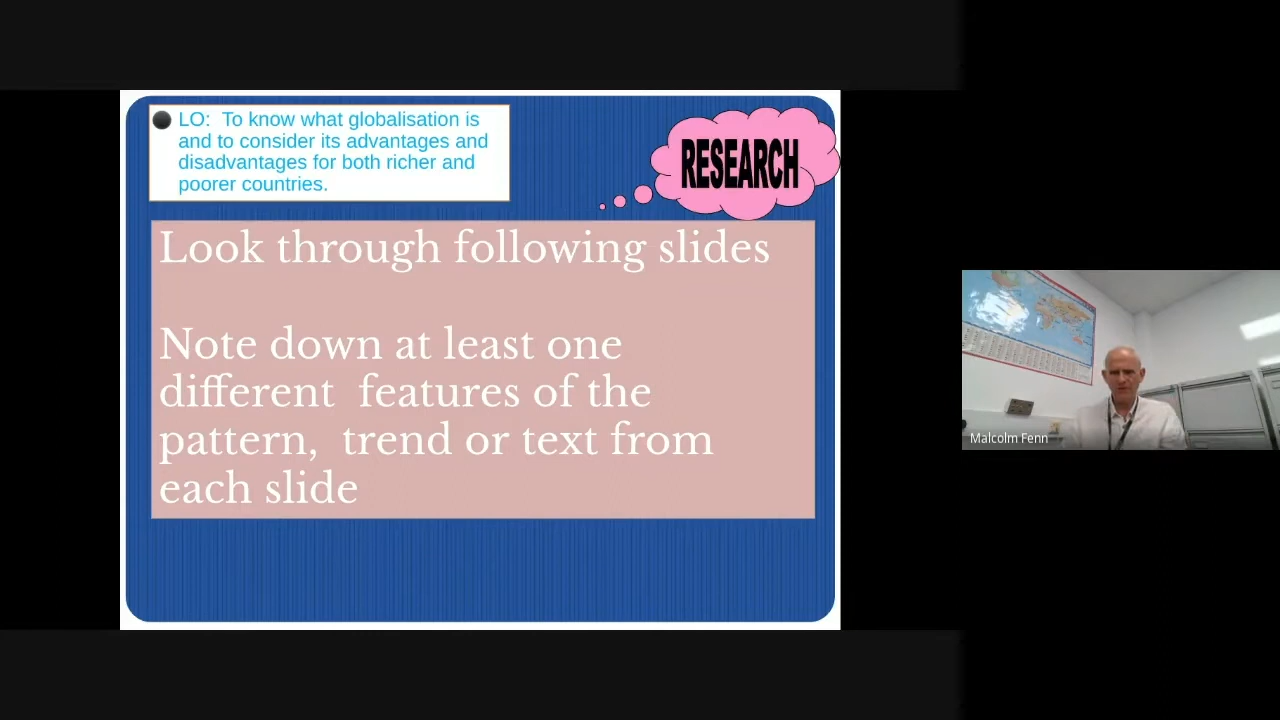 LO:  To know what globalisation is
and to consider its advantages and
disadvantages for both richer and
poorer countries.
RESEARCH
Look through following slides
Note down at least one
different  features of the
pattern,  trend or text from
each slide
Malcolm Fenn